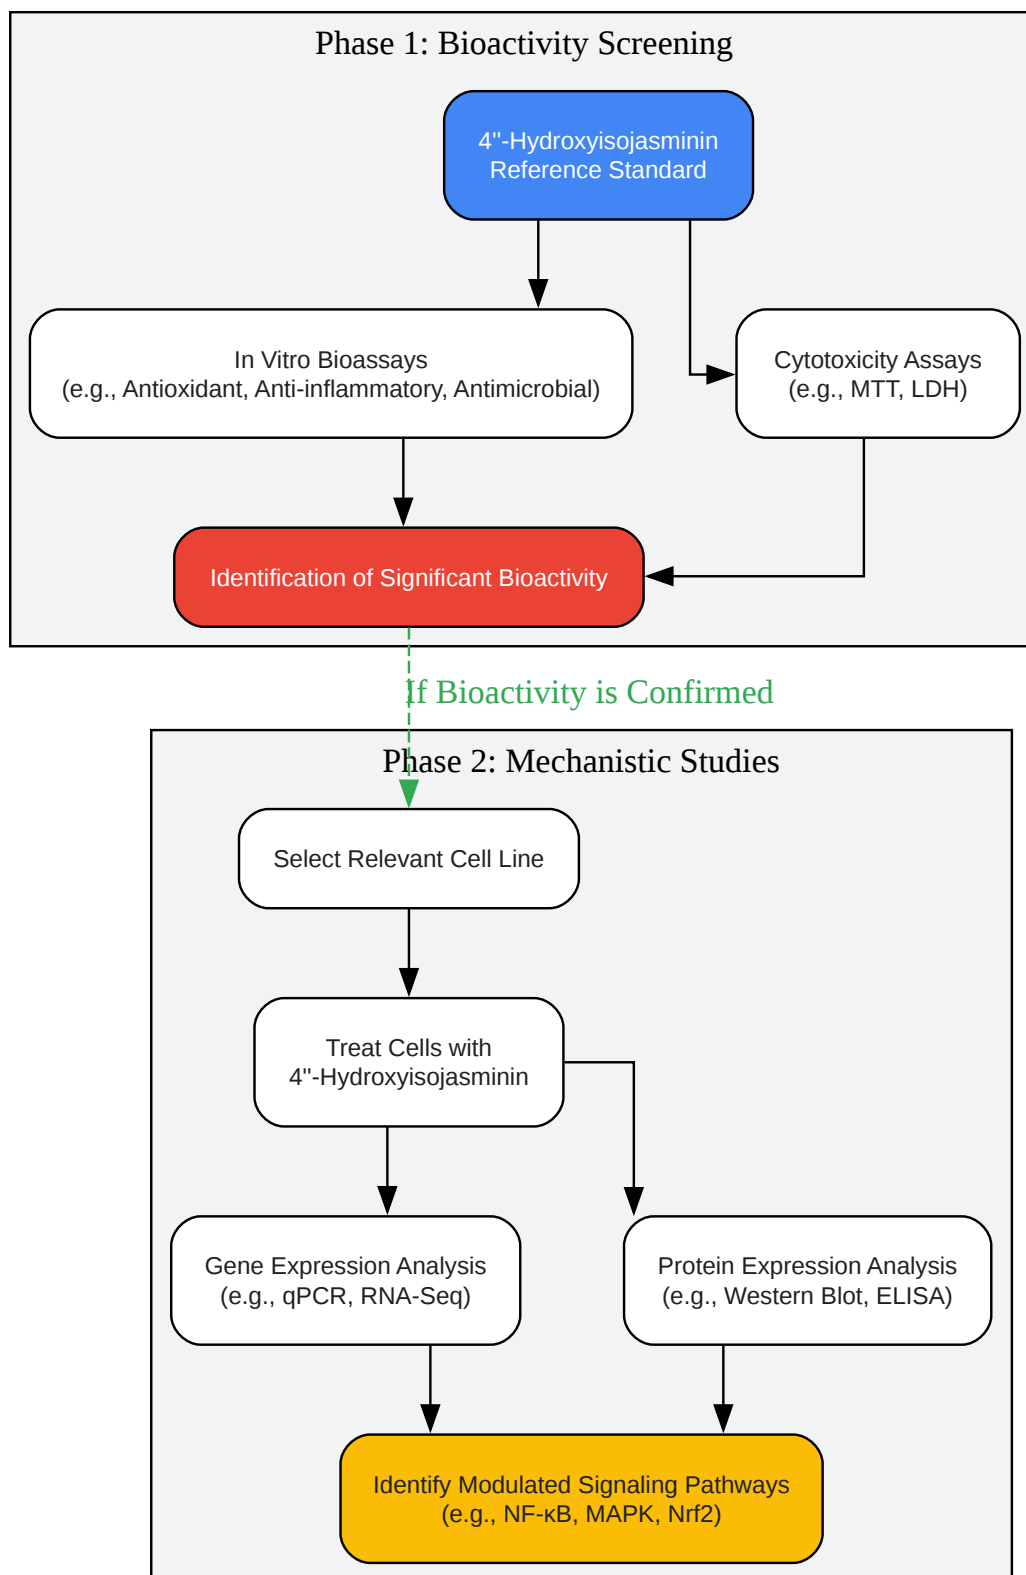 Phase 1: Bioactivity Screening
4"-Hydroxyisojasminin
Reference Standard
In Vitro Bioassays
(e.g., Antioxidant, Anti-inflammatory, Antimicrobial)
Cytotoxicity Assays
(e.g., MTT, LDH)
Identification of Significant Bioactivity
If Bioactivity is Confirmed
Phase 2: Mechanistic Studies
Select Relevant Cell Line
Treat Cells with
4"-Hydroxyisojasminin
Gene Expression Analysis
(e.g., qPCR, RNA-Seq)
Protein Expression Analysis
(e.g., Western Blot, ELISA)
Identify Modulated Signaling Pathways
(e.g., NF-κB, MAPK, Nrf2)